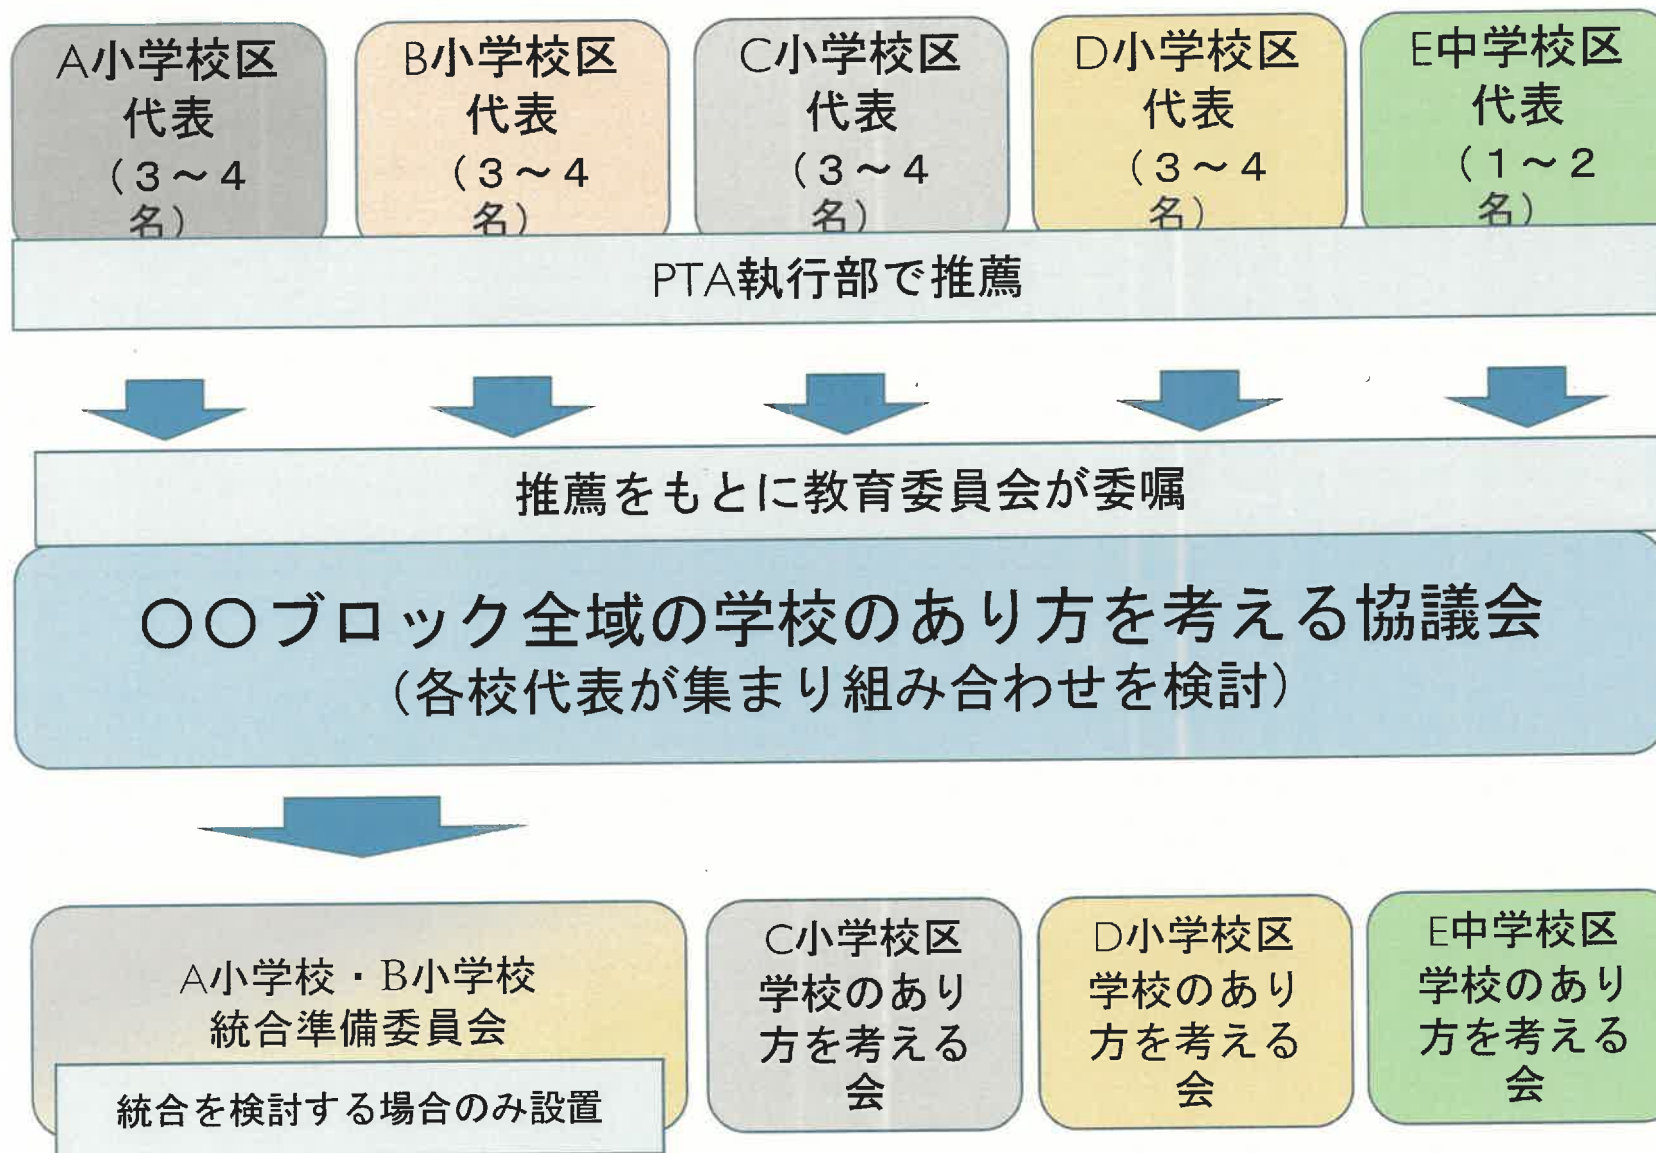 A小学校区
代表
（3～4
名）
B小学校区
代表
（3～4
名）
C小学校区
代表
（3～4
名）
D小学校区
代表
（3～4
名）
E中学校区
代表
（1～2
名）
PTA執行部で推薦
推薦をもとに教育委員会が委嘱
○○ブロック全域の学校のあり方を考える協議会
（各校代表が集まり組み合わせを検討）
A小学校・B小学校
統合準備委員会
統合を検討する場合のみ設置
C小学校区
学校のあり
方を考える
会
D小学校区
学校のあり
方を考える
会
E中学校区
学校のあり
方を考える
会